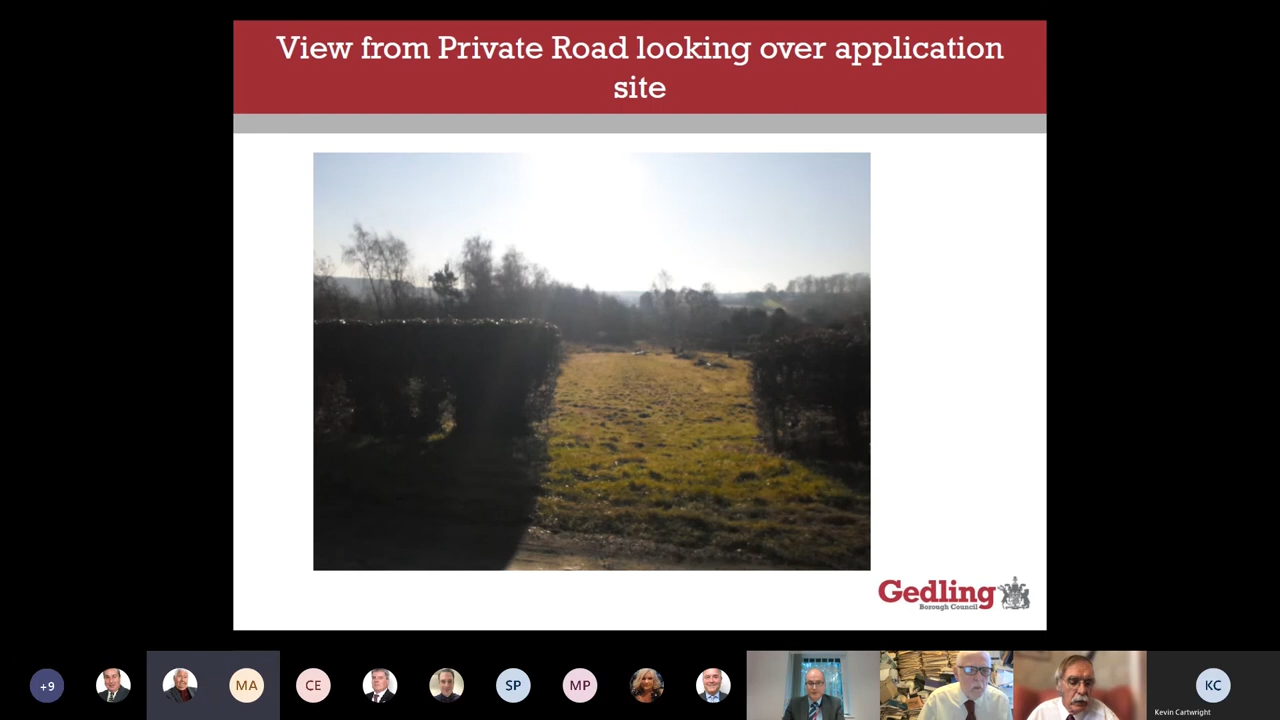 View from Private Road looking over application
site
Gedling
Borough Council
+9
MA
CE
SP
MP
KC
Kevin Cartwright